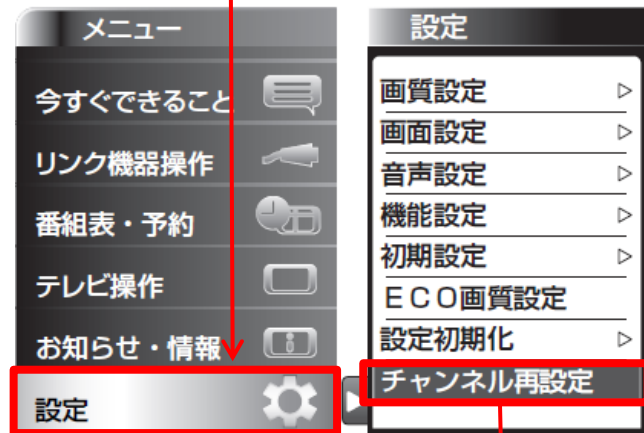 メニュー
今すぐできること
リンク機器操作
番組表・予約
テレビ操作
お知らせ・情報
設定
設定
画質設定
画面設定
音声設定
機能設定
初期設定
ＥＣＯ画質設定
設定初期化
チャンネル再設定